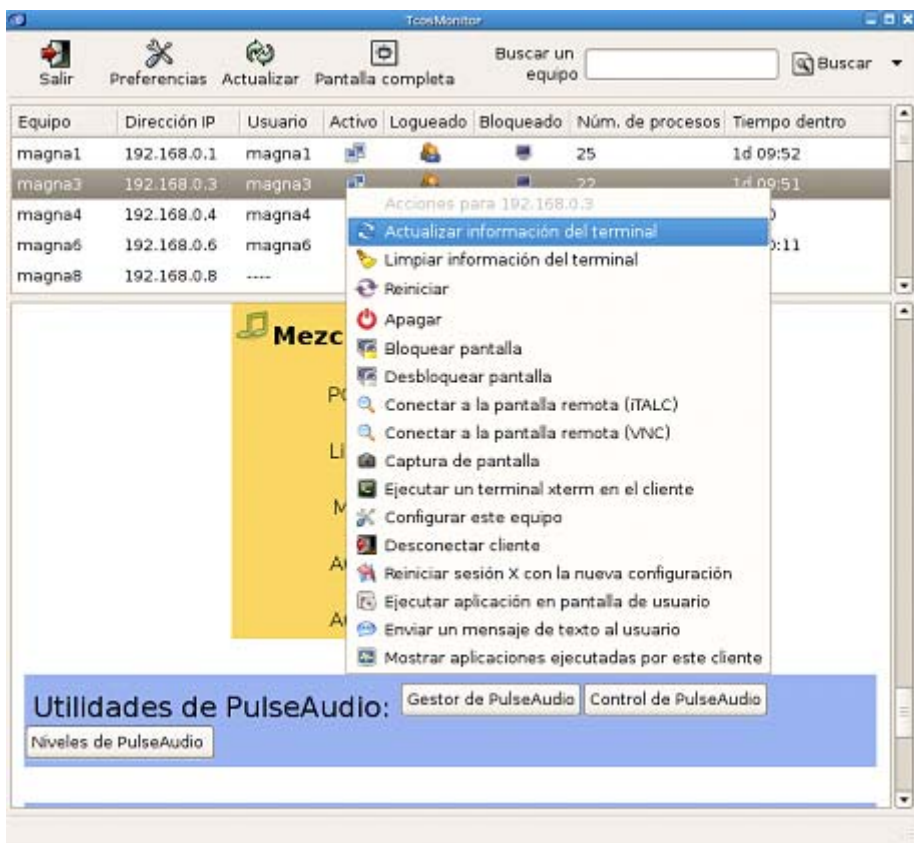 TcosMonitor
Salir Preferencias Actualizar Pantalla completa Buscar un equipo Buscar
Equipo Dirección IP Usuario Activo Logueado Bloqueado Núm. de procesos Tiempo dentro
magna1 192.168.0.1 magna1 25 1d 09:52
magna3 192.168.0.3 magna3 22 1d 09:51
magna4 192.168.0.4 magna4
magna6 192.168.0.6 magna6 0:11
magna8 192.168.0.8 ----
Acciones para 192.168.0.3
Actualizar información del terminal
Limpiar información del terminal
Reiniciar
Apagar
Bloquear pantalla
Desbloquear pantalla
Conectar a la pantalla remota (iTALC)
Conectar a la pantalla remota (VNC)
Captura de pantalla
Ejecutar un terminal xterm en el cliente
Configurar este equipo
Desconectar cliente
Reiniciar sesión X con la nueva configuración
Ejecutar aplicación en pantalla de usuario
Enviar un mensaje de texto al usuario
Mostrar aplicaciones ejecutadas por este cliente
Mezc
Li
M
Utilidades de PulseAudio: Gestor de PulseAudio Control de PulseAudio
Niveles de PulseAudio